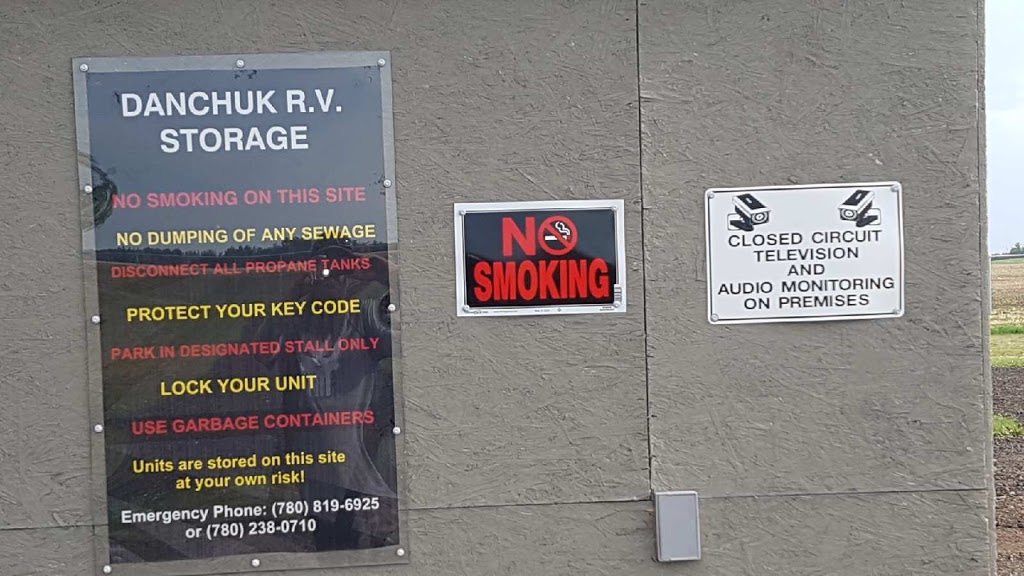 DANCHUK R.V.
STORAGE
NO SMOKING ON THIS SITE
NO DUMPING OF ANY SEWAGE
DISCONNECT ALL PROPANE TANKS
PROTECT YOUR KEY CODE
PARK IN DESIGNATED STALL ONLY
LOCK YOUR UNIT
USE GARBAGE CONTAINERS
Units are stored on this site
at your own risk!
Emergency Phone: (780) 819-6925
or (780) 238-0710
NO
SMOKING
CLOSED CIRCUIT
TELEVISION
AND
AUDIO MONITORING
ON PREMISES